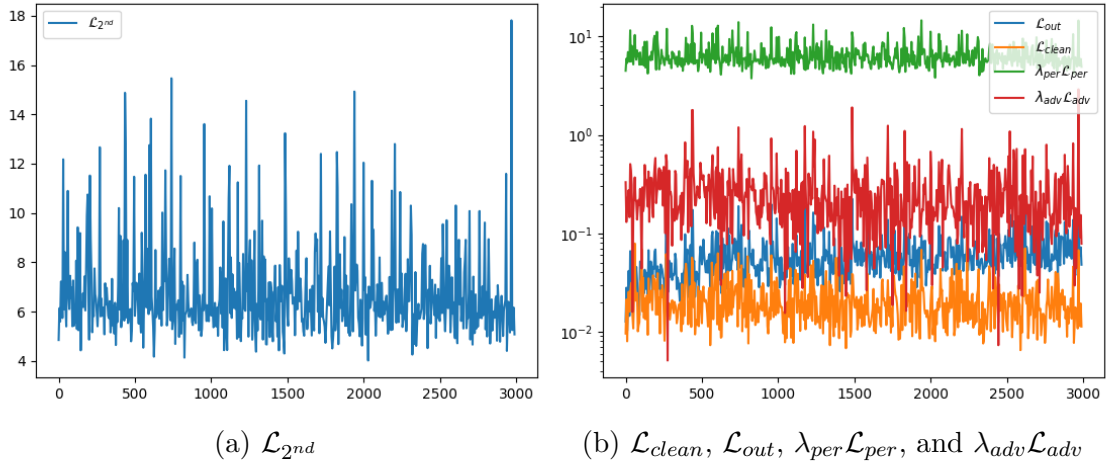 18
16
14
12
10
8
6
4
0 500 1000 1500 2000 2500 3000
ℒ_{2^{nd}}
10^1
10^0
10^{-1}
10^{-2}
0 500 1000 1500 2000 2500 3000
ℒ_{out}
ℒ_{clean}
λ_{per}ℒ_{per}
λ_{adv}ℒ_{adv}
(a) ℒ_{2^{nd}}
(b) ℒ_{clean}, ℒ_{out}, λ_{per}ℒ_{per}, and λ_{adv}ℒ_{adv}